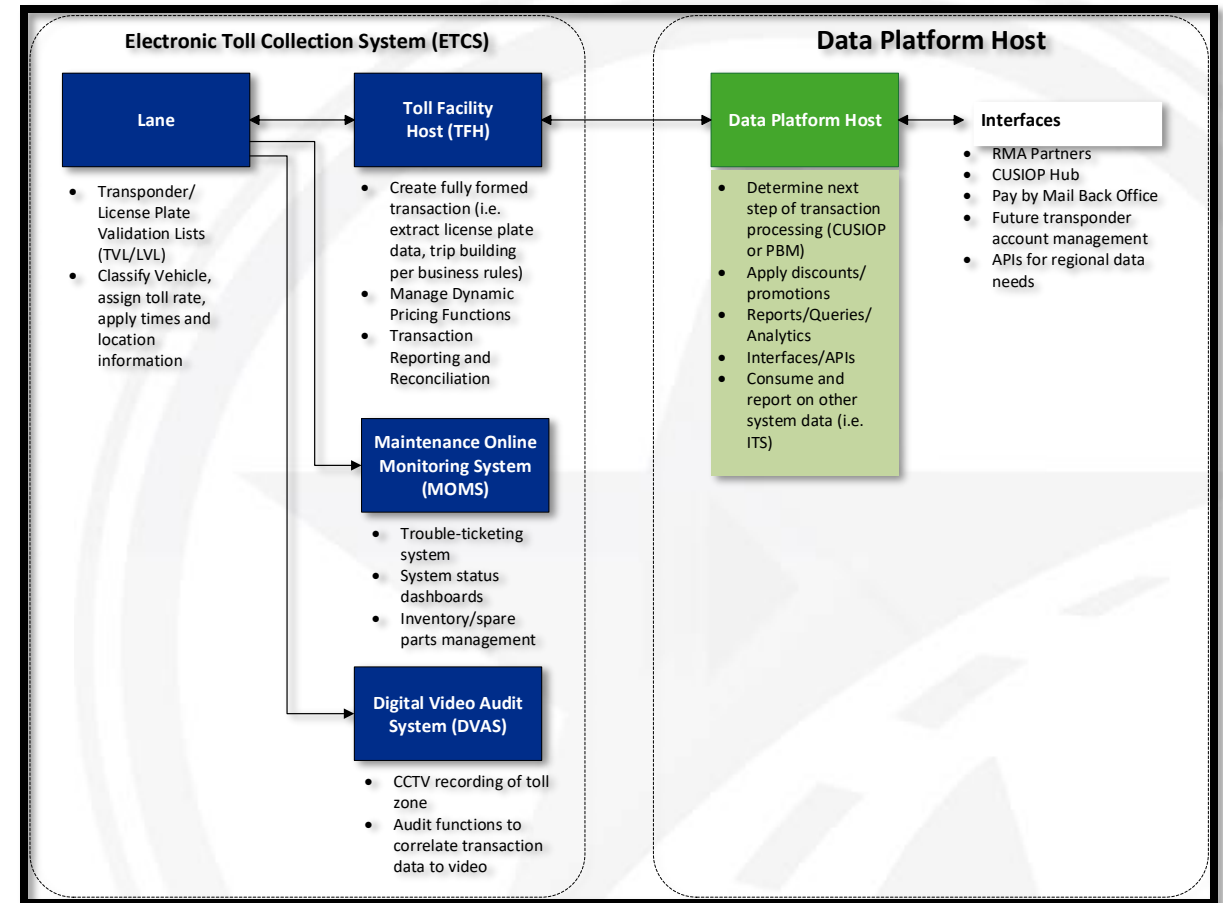 Electronic Toll Collection System (ETCS)
Lane
• Transponder/
License Plate
Validation Lists
(TVL/LVL)
• Classify Vehicle,
assign toll rate,
apply times and
location
information
Toll Facility
Host (TFH)
• Create fully formed
transaction (i.e.
extract license plate
data, trip building
per business rules)
• Manage Dynamic
Pricing Functions
• Transaction
Reporting and
Reconciliation
Maintenance Online
Monitoring System
(MOMS)
• Trouble-ticketing
system
• System status
dashboards
• Inventory/spare
parts management
Digital Video Audit
System (DVAS)
• CCTV recording of toll
zone
• Audit functions to
correlate transaction
data to video
Data Platform Host
Data Platform Host
• Determine next
step of transaction
processing (CUSIOP
or PBM)
• Apply discounts/
promotions
• Reports/Queries/
Analytics
• Interfaces/APIs
• Consume and
report on other
system data (i.e.
ITS)
Interfaces
• RMA Partners
• CUSIOP Hub
• Pay by Mail Back Office
• Future transponder
account management
• APIs for regional data
needs